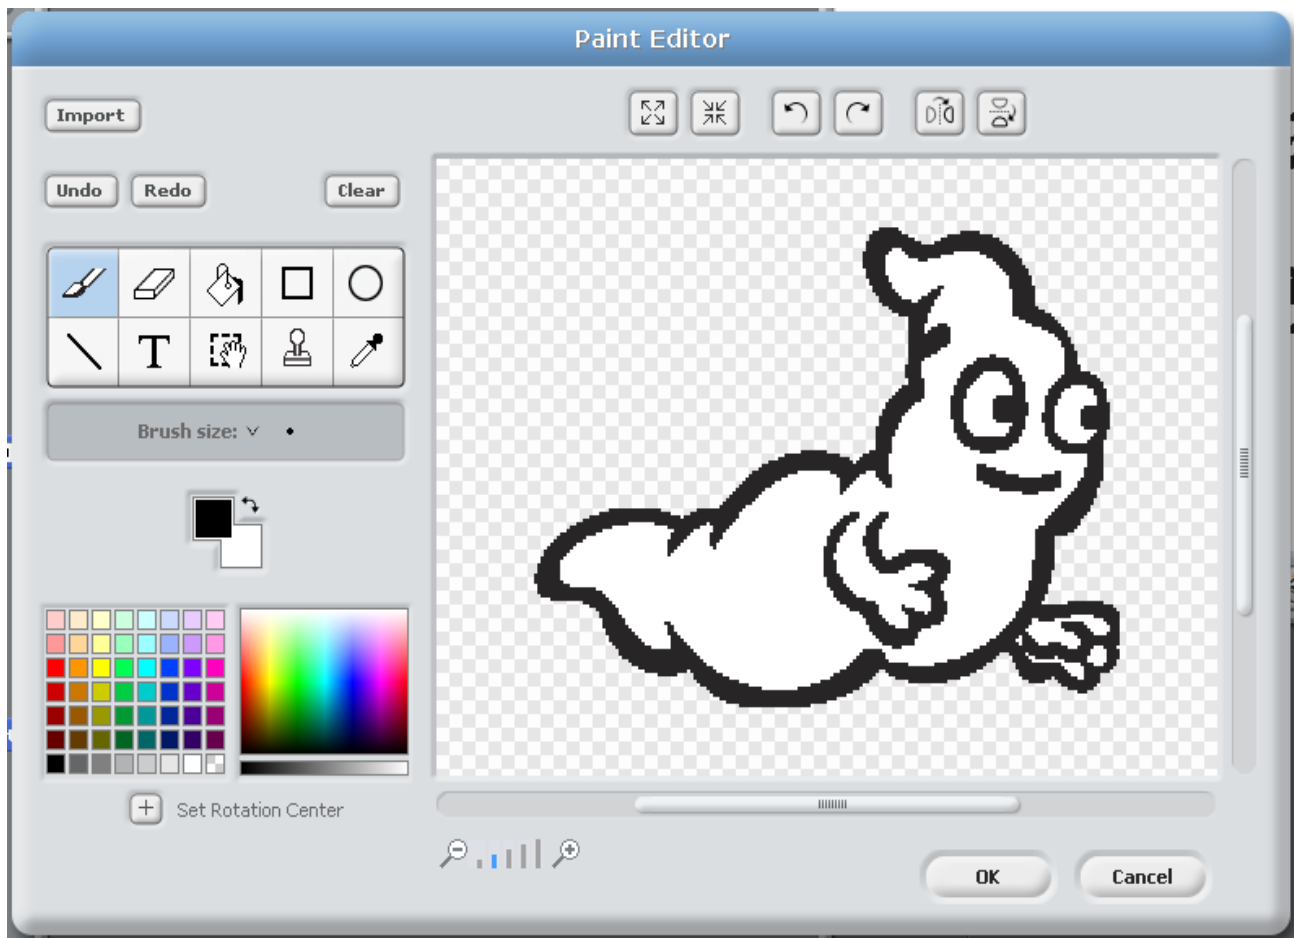 Paint Editor
Import
Undo Redo Clear
T
Brush size:
Set Rotation Center
OK Cancel